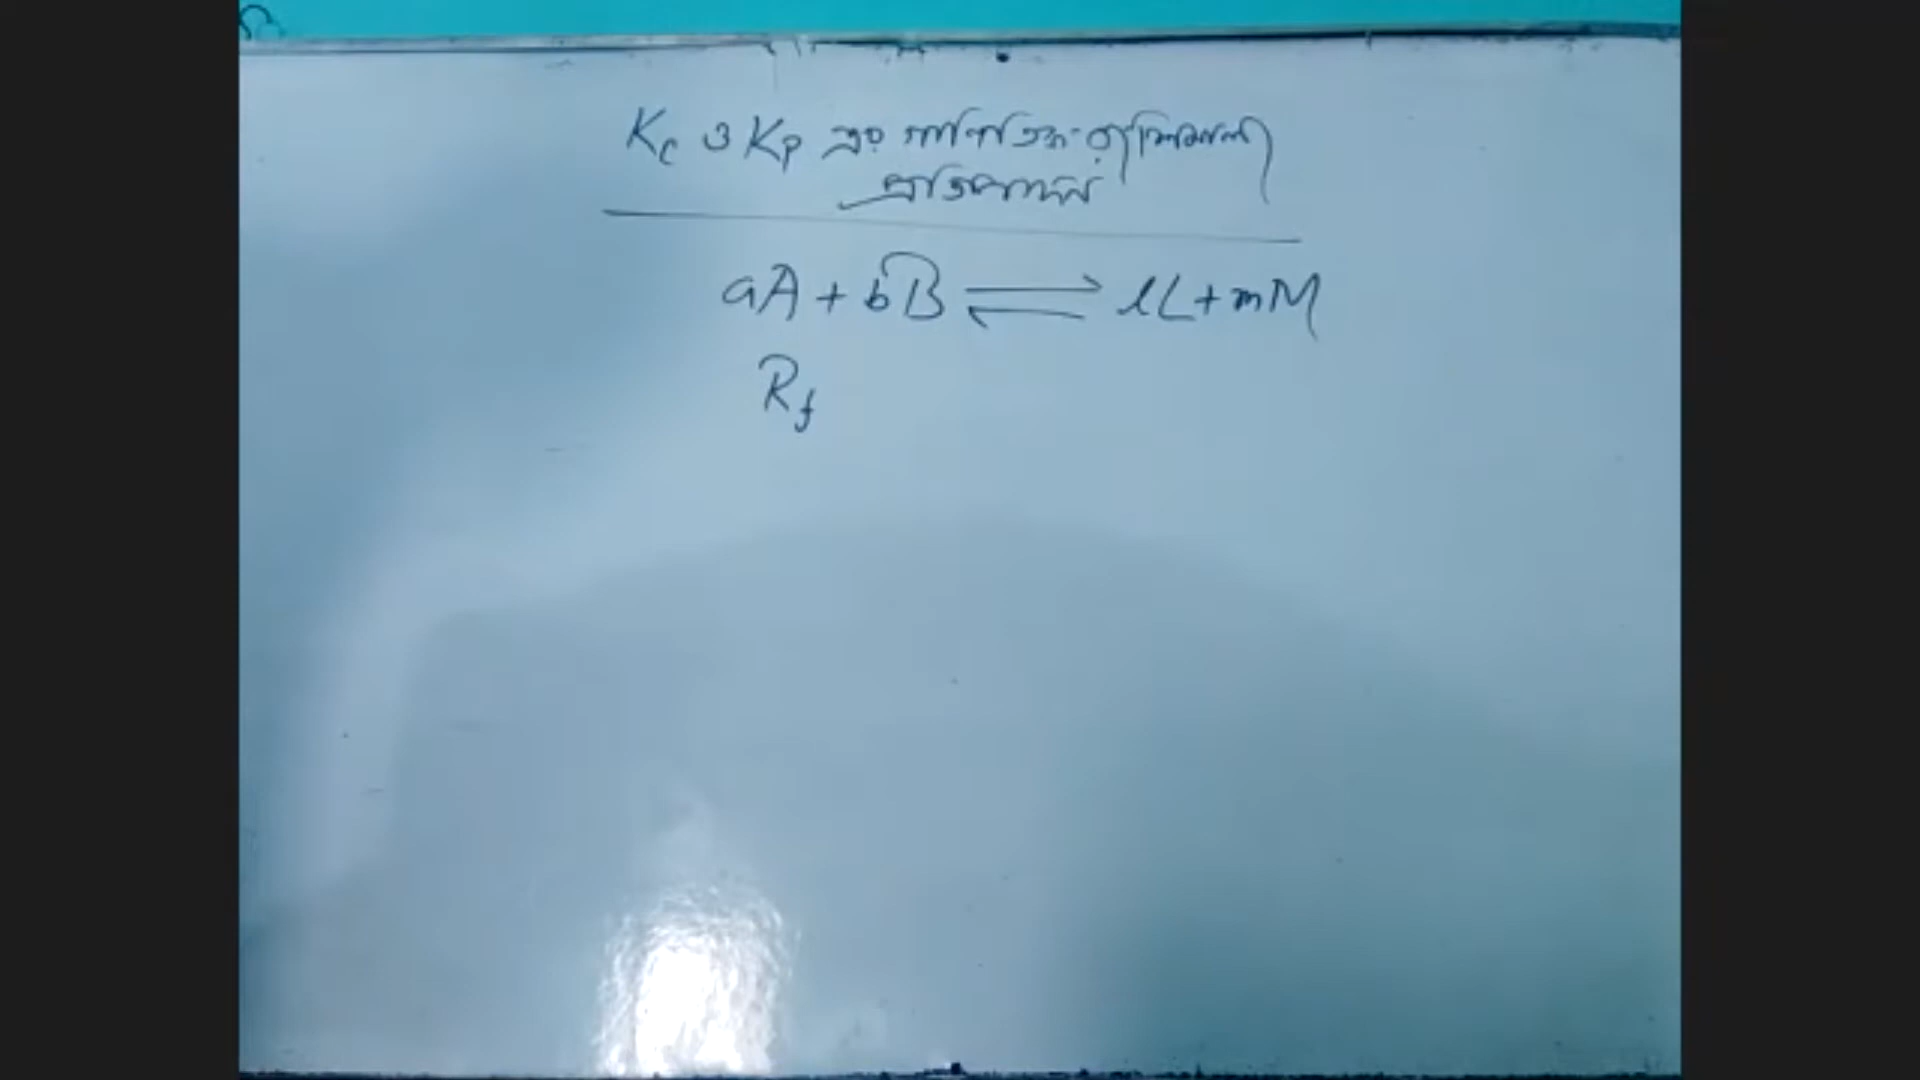 Kc ও Kp এর গাণিতিক রাশিমালা
প্রতিপাদন
aA + bB ⇌ lL + mM
Rf